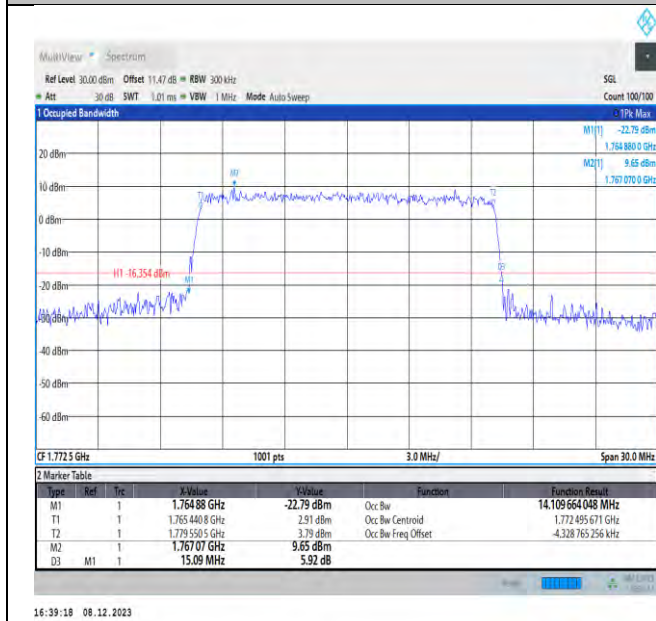 MultiView Spectrum
Ref Level 30.00 dBm Offset 11.47 dB RBW 300 kHz SGL
Att 30 dB SWT 1.01 ms VBW 1 MHz Mode Auto Sweep Count 100/100
1 Occupied Bandwidth 1Pk Max
M1[1] -22.79 dBm
1.764 880 0 GHz
M2[1] 9.65 dBm
1.767 070 0 GHz
20 dBm
10 dBm
0 dBm
-10 dBm
-20 dBm
-30 dBm
-40 dBm
-50 dBm
-60 dBm
M2
T1
T2
H1 -16.354 dBm
M1
D3
CF 1.772 5 GHz 1001 pts 3.0 MHz/ Span 30.0 MHz
2 Marker Table
Type Ref Trc X-Value Y-Value Function Function Result
M1 1 1.764 88 GHz -22.79 dBm Occ Bw 14.109 664 048 MHz
T1 1 1.765 440 8 GHz 2.91 dBm Occ Bw Centroid 1.772 495 671 GHz
T2 1 1.779 550 5 GHz 3.79 dBm Occ Bw Freq Offset -4.328 765 256 kHz
M2 1 1.767 07 GHz 9.65 dBm
D3 M1 1 15.09 MHz 5.92 dB
16:39:18 08.12.2023